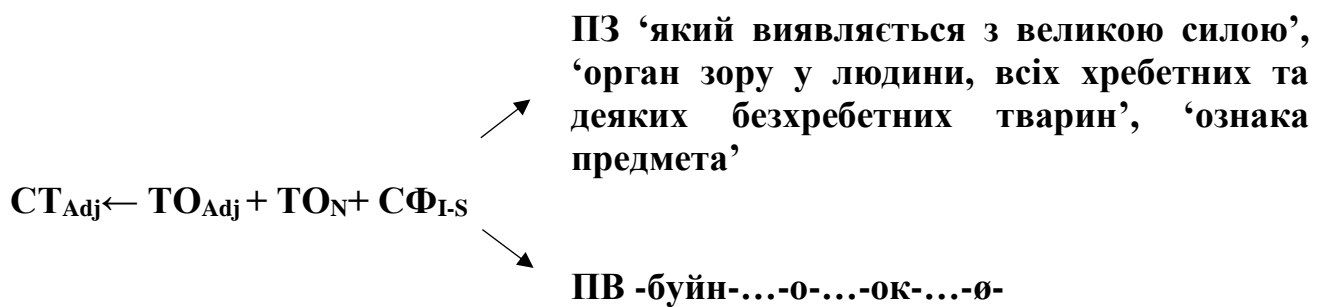 ПЗ ‘який виявляється з великою силою’,
‘орган зору у людини, всіх хребетних та
деяких безхребетних тварин’, ‘ознака
предмета’
СТAdj← ТОAdj + ТОN+ СФI-S
ПВ -буйн-…-о-…-ок-…-ø-